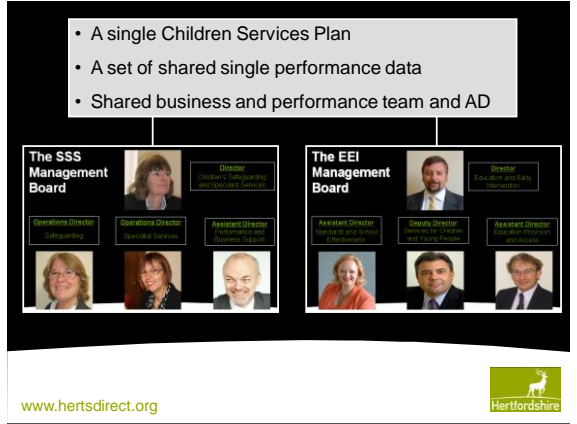 • A single Children Services Plan
• A set of shared single performance data
• Shared business and performance team and AD
The SSS
Management
Board
Director
Children's Safeguarding
and Specialist Services
Operations Director
Safeguarding
Operations Director
Specialist Services
Assistant Director
Performance and
Business Support
The EEI
Management
Board
Director
Education and Early
Intervention
Assistant Director
Standards and School
Effectiveness
Deputy Director
Services for Children
and Young People
Assistant Director
Education Provision
and Access
www.hertsdirect.org
Hertfordshire